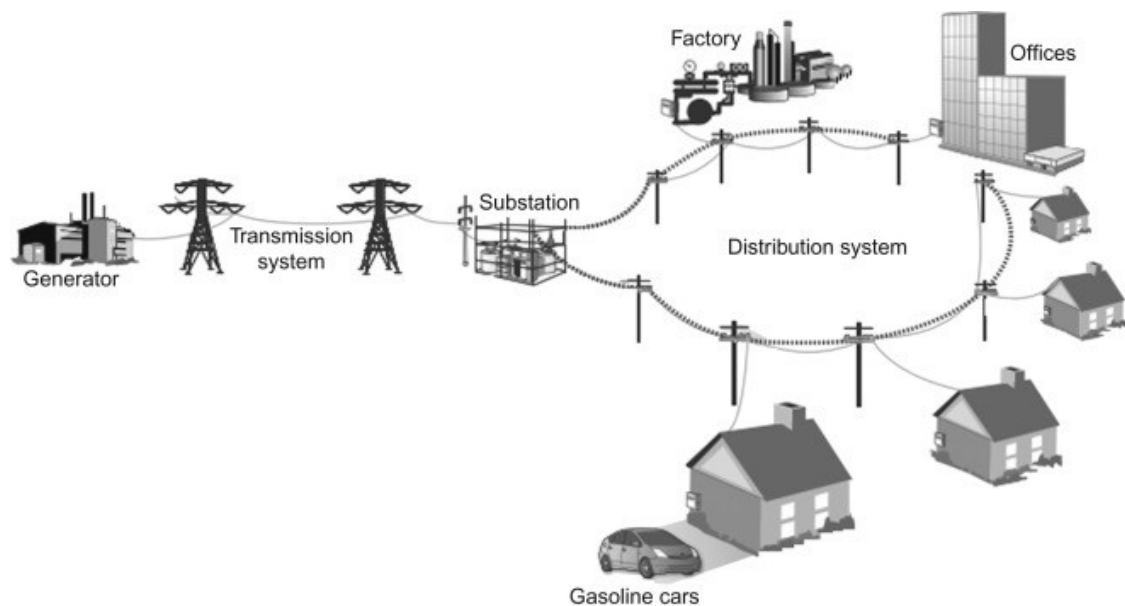 Factory
Offices
Substation
Transmission
system
Distribution system
Generator
Gasoline cars